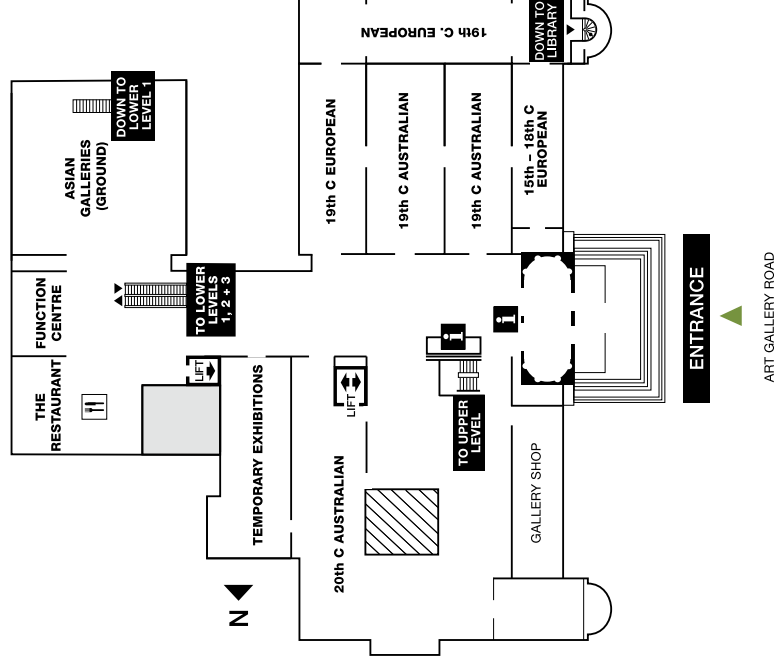 19th C. EUROPEAN
DOWN TO
LIBRARY
DOWN TO
LOWER
LEVEL 1
ASIAN
GALLERIES
(GROUND)
19th C EUROPEAN
19th C AUSTRALIAN
19th C AUSTRALIAN
15th – 18th C
EUROPEAN
FUNCTION
CENTRE
TO LOWER
LEVELS
1, 2 + 3
i
i
ENTRANCE
ART GALLERY ROAD
THE
RESTAURANT
LIFT
TEMPORARY EXHIBITIONS
LIFT
TO UPPER
LEVEL
20th C AUSTRALIAN
GALLERY SHOP
N